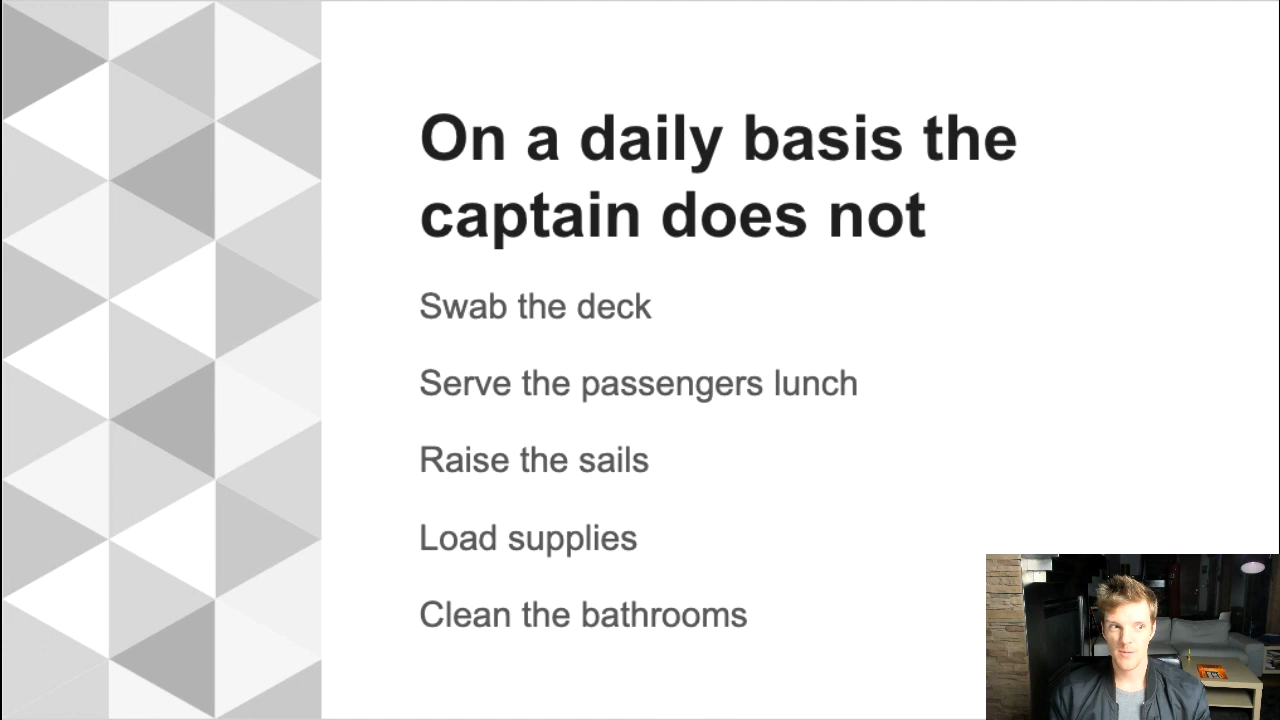 On a daily basis the
captain does not
Swab the deck
Serve the passengers lunch
Raise the sails
Load supplies
Clean the bathrooms